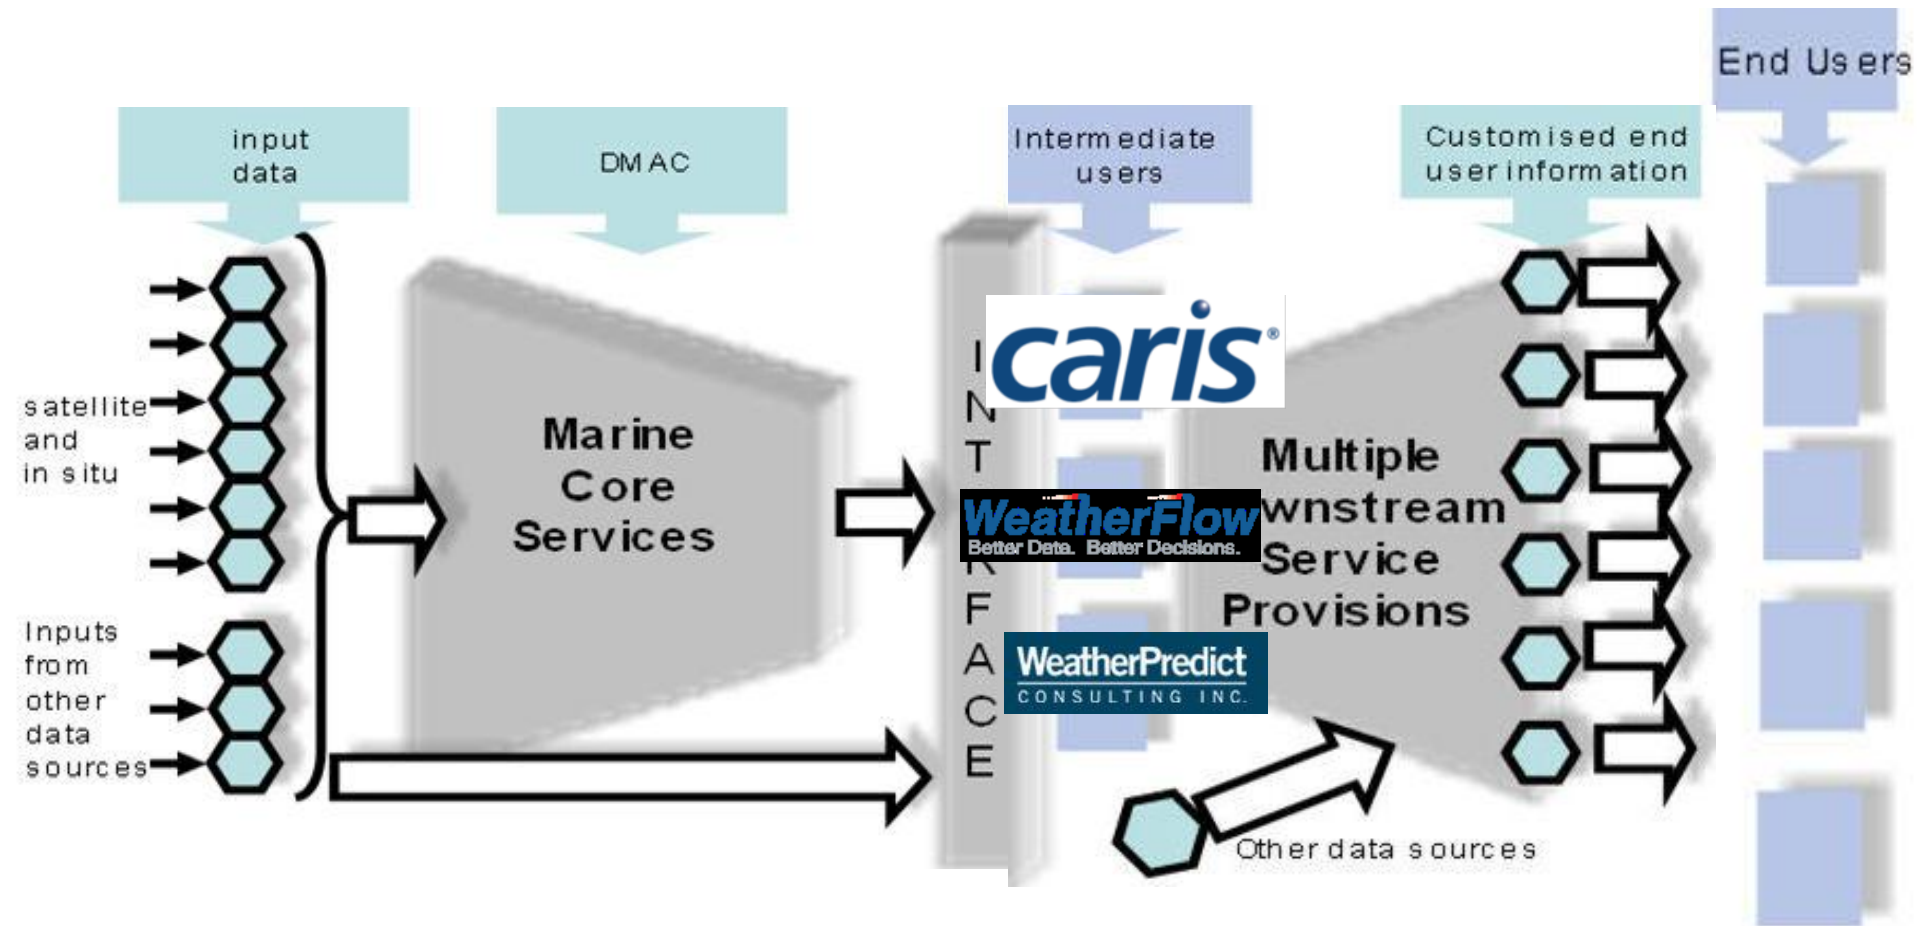 End Users
input
data
DMAC
Intermediate
users
Customised end
user information
satellite
and
in situ
Inputs
from
other
data
sources
Marine
Core
Services
I
N
T
R
F
A
C
E
caris®
WeatherFlow
Better Data. Better Decisions.
WeatherPredict
CONSULTING INC.
Multiple
wnstream
Service
Provisions
Other data sources